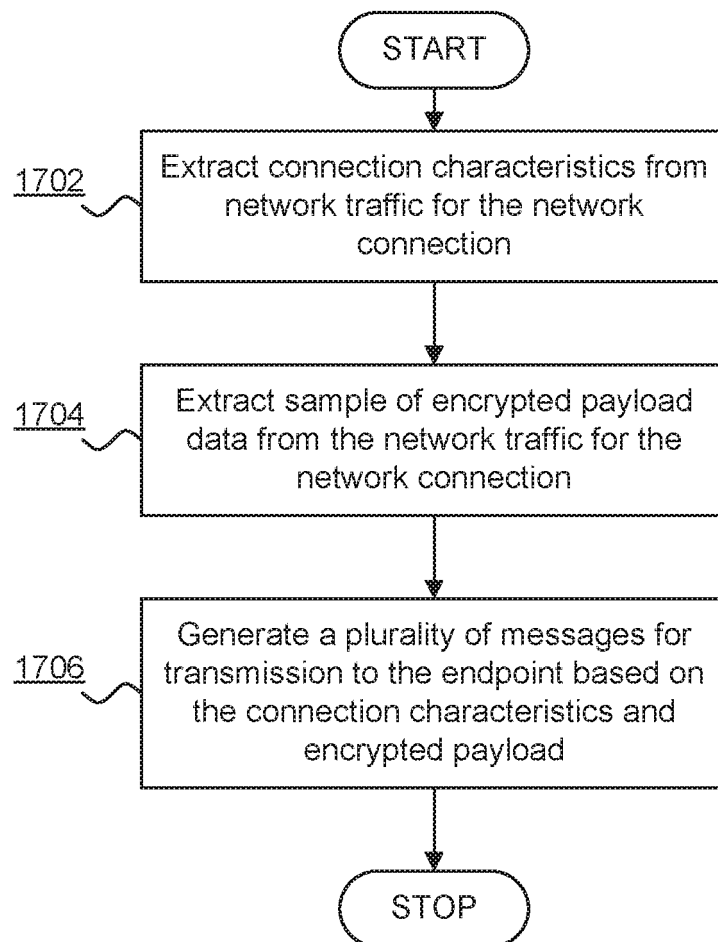 START
1702
Extract connection characteristics from
network traffic for the network
connection
1704
Extract sample of encrypted payload
data from the network traffic for the
network connection
1706
Generate a plurality of messages for
transmission to the endpoint based on
the connection characteristics and
encrypted payload
STOP